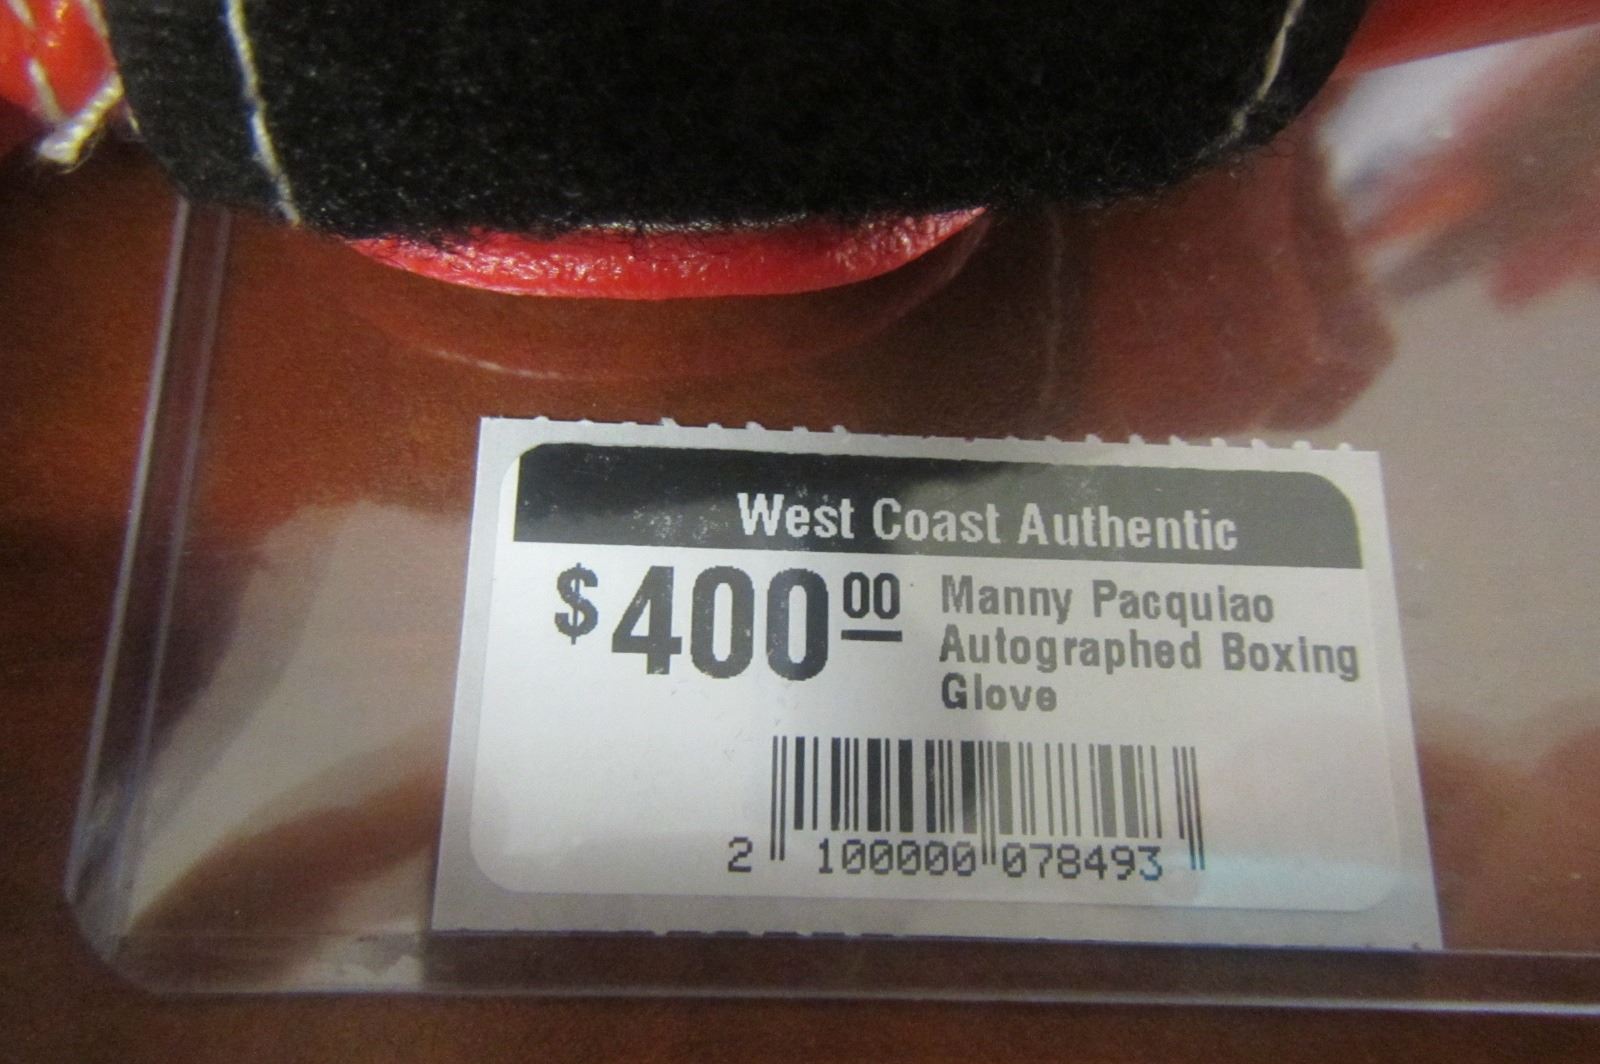 West Coast Authentic
$400.00 Manny Pacquiao
Autographed Boxing
Glove
2 100000 078493